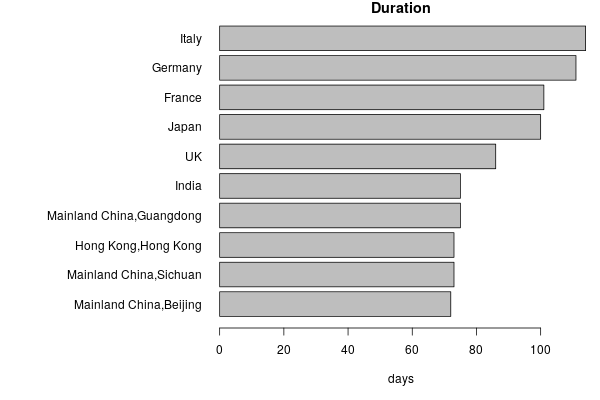 Duration
Italy
Germany
France
Japan
UK
India
Mainland China,Guangdong
Hong Kong,Hong Kong
Mainland China,Sichuan
Mainland China,Beijing
0 20 40 60 80 100
days